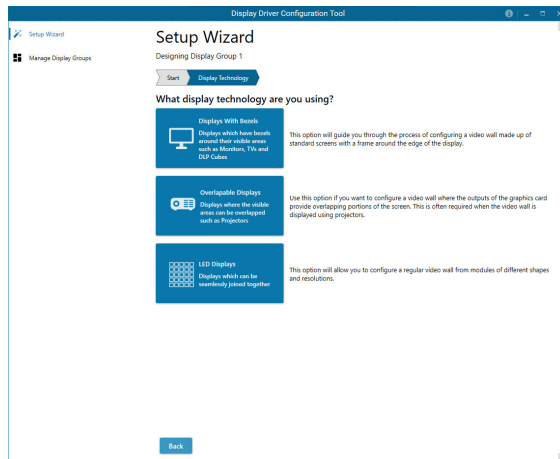 Display Driver Configuration Tool
Setup Wizard
Manage Display Groups
Setup Wizard
Designing Display Group 1
Start
Display Technology
What display technology are you using?
Displays With Bezels
Displays which have bezels
around their visible areas
such as Monitors, TVs and
DLP Cubes
This option will guide you through the process of configuring a video wall made up of
standard screens with a frame around the edge of the display.
Overlapable Displays
Displays where the visible
areas can be overlapped
such as Projectors
Use this option if you want to configure a video wall where the outputs of the graphics card
provide overlapping portions of the screen. This is often required when the video wall is
displayed using projectors.
LED Displays
Displays which can be
seamlessly joined together
This option will allow you to configure a regular video wall from modules of different shapes
and resolutions.
Back